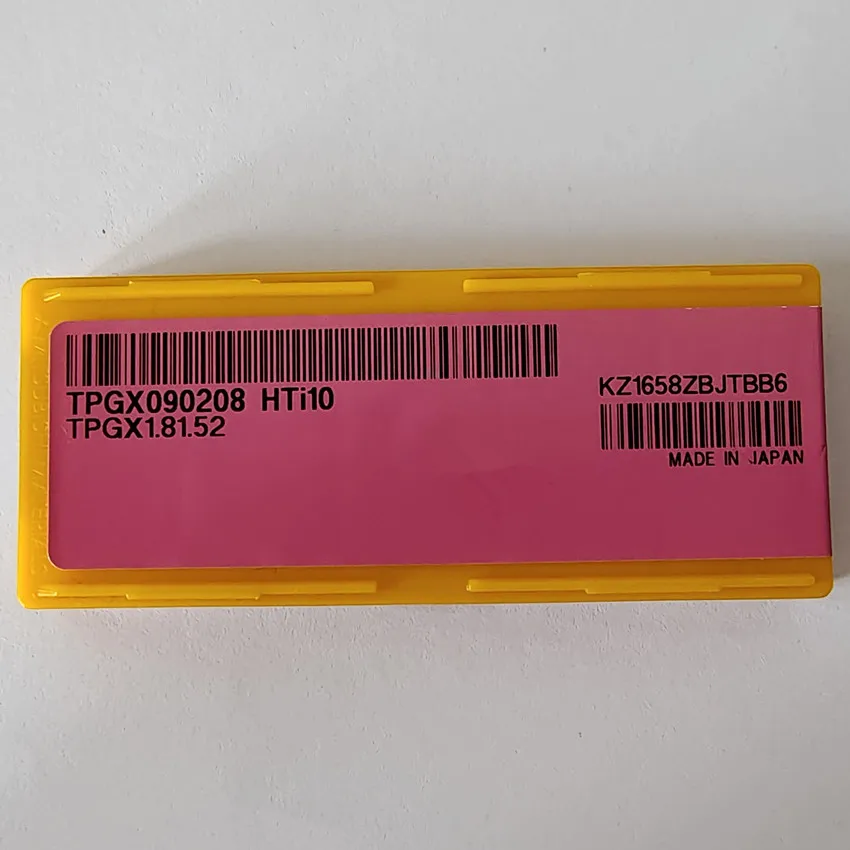 TPGX090208 HTi10
TPGX1.81.52
KZ1658ZBJTBB6
MADE IN JAPAN